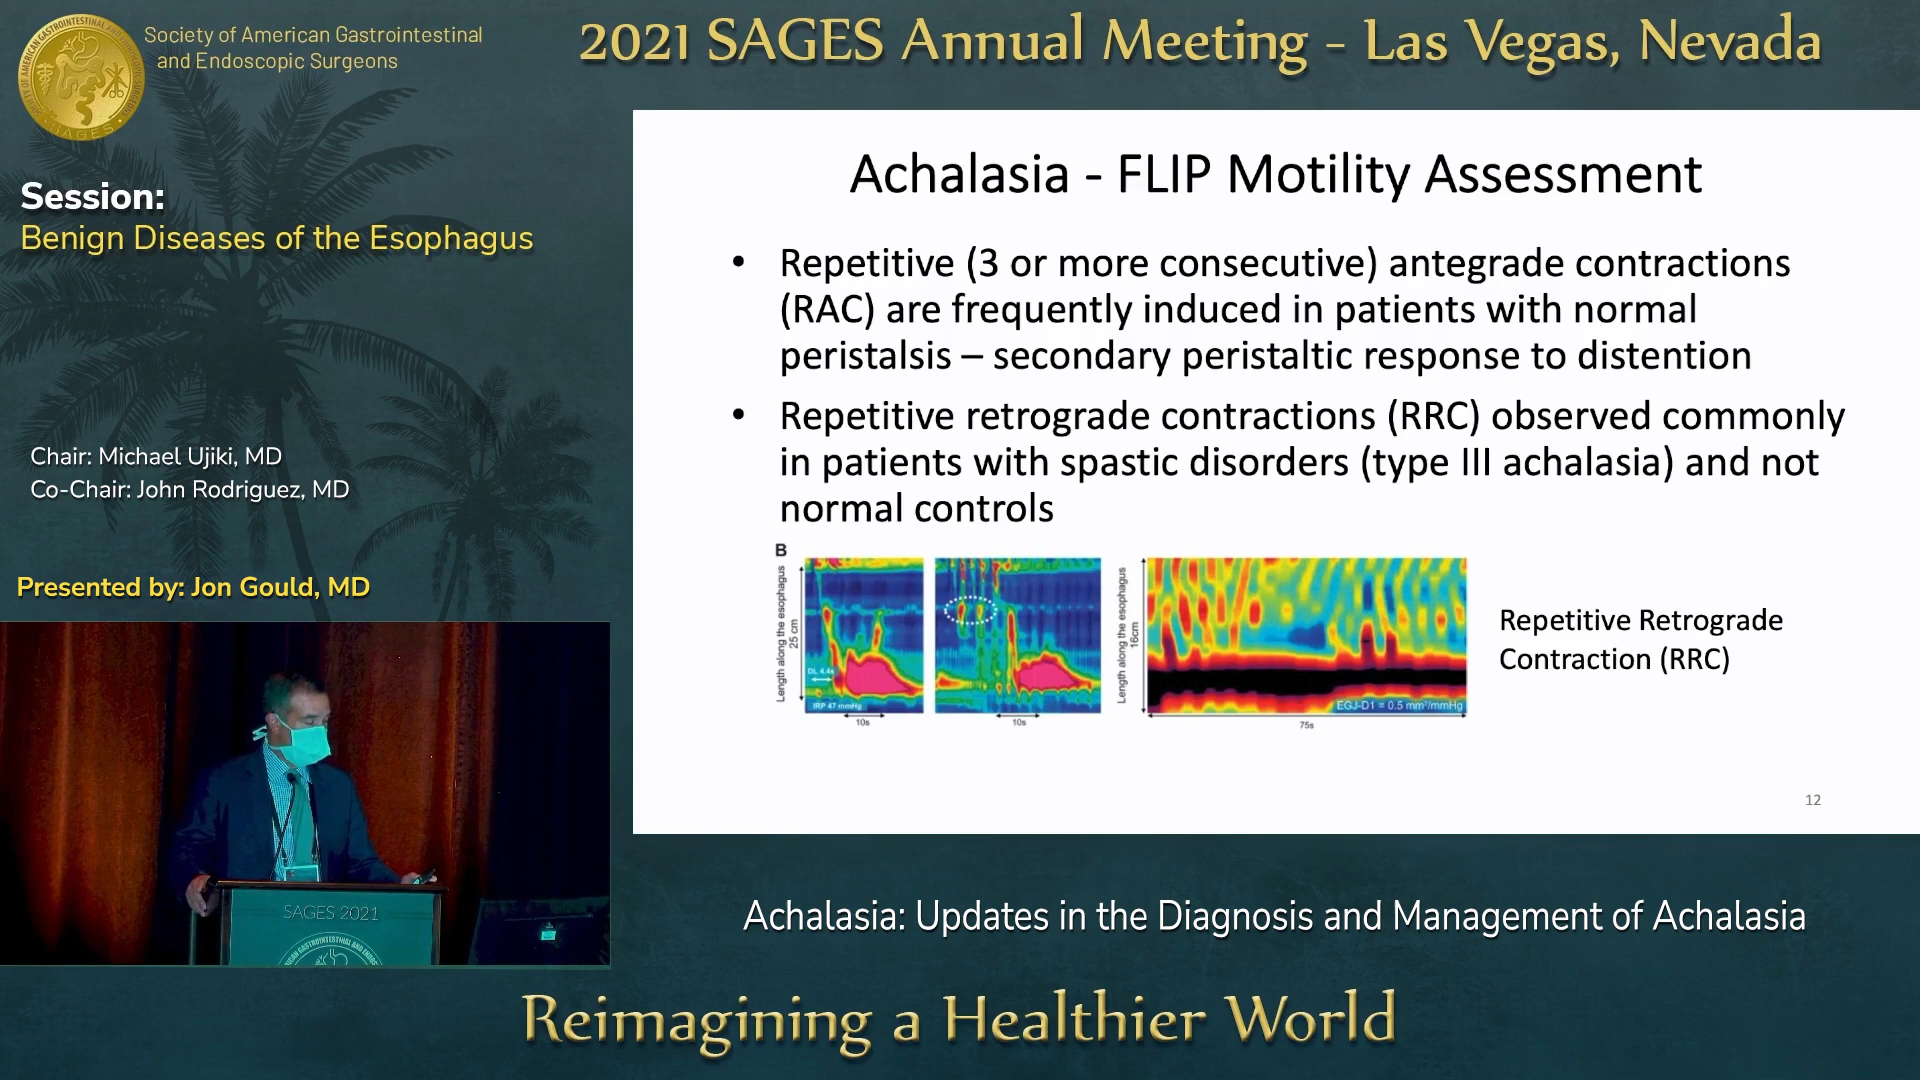 Society of American Gastrointestinal
and Endoscopic Surgeons
2021 SAGES Annual Meeting - Las Vegas, Nevada
Session:
Benign Diseases of the Esophagus
Chair: Michael Ujiki, MD
Co-Chair: John Rodriguez, MD
Presented by: Jon Gould, MD
SAGES 2021
Achalasia - FLIP Motility Assessment
• Repetitive (3 or more consecutive) antegrade contractions
(RAC) are frequently induced in patients with normal
peristalsis – secondary peristaltic response to distention
• Repetitive retrograde contractions (RRC) observed commonly
in patients with spastic disorders (type III achalasia) and not
normal controls
B
Length along the esophagus
25 cm
DL 4.4s
IRP 47 mmHg
10s
10s
Length along the esophagus
16cm
EGJ-D1 = 0.5 mm²/mmHg
75s
Repetitive Retrograde
Contraction (RRC)
12
Achalasia: Updates in the Diagnosis and Management of Achalasia
Reimagining a Healthier World